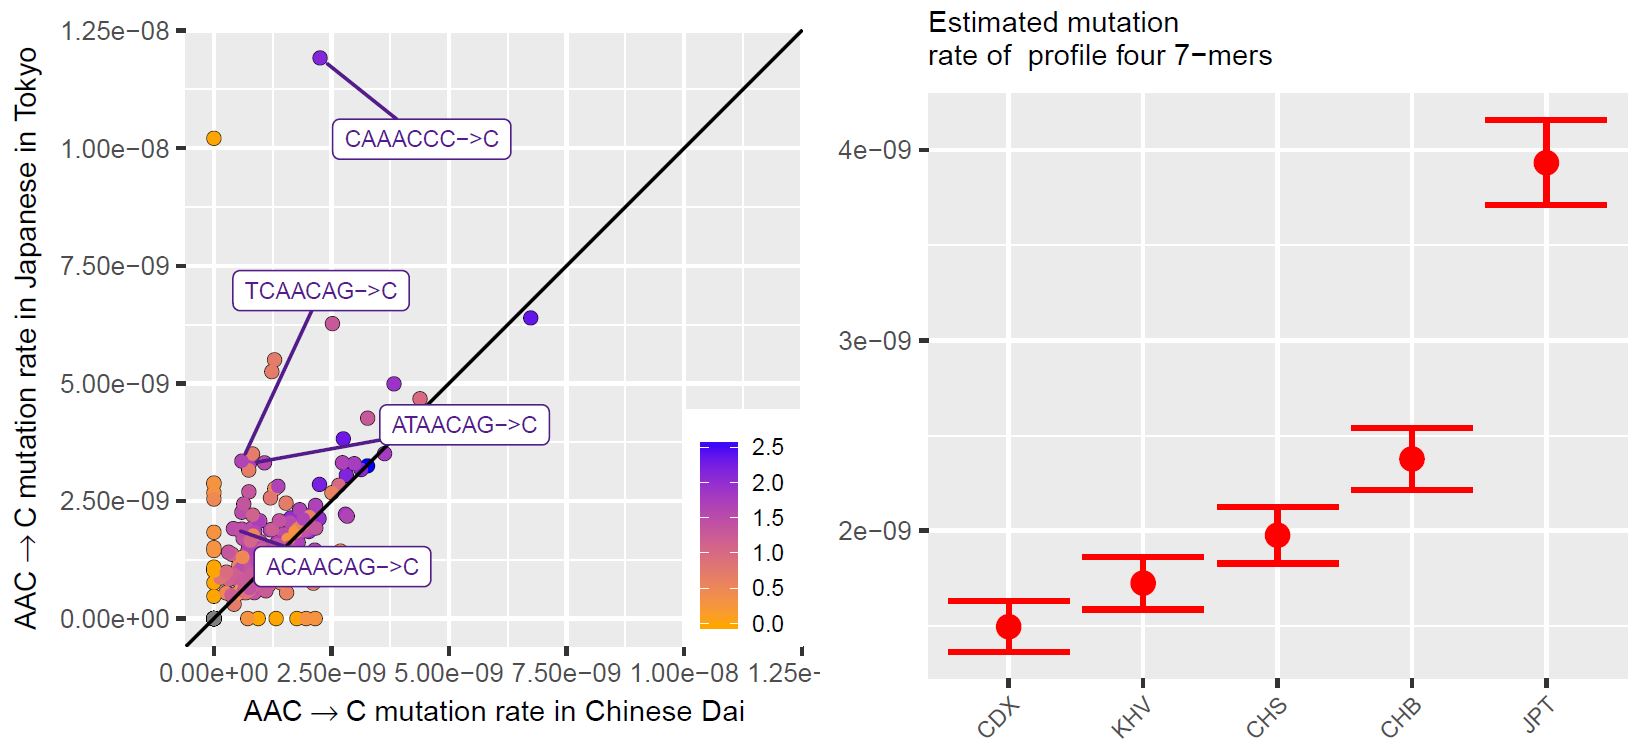 1.25e−08
1.00e−08
7.50e−09
5.00e−09
2.50e−09
0.00e+00
AAC → C mutation rate in Japanese in Tokyo
CAAACCC−>C
TCAACAG−>C
ATAACAG−>C
ACAACAG−>C
2.5
2.0
1.5
1.0
0.5
0.0
0.00e+00 2.50e−09 5.00e−09 7.50e−09 1.00e−08 1.25e-
AAC → C mutation rate in Chinese Dai
Estimated mutation
rate of  profile four 7−mers
4e−09
3e−09
2e−09
CDX KHV CHS CHB JPT